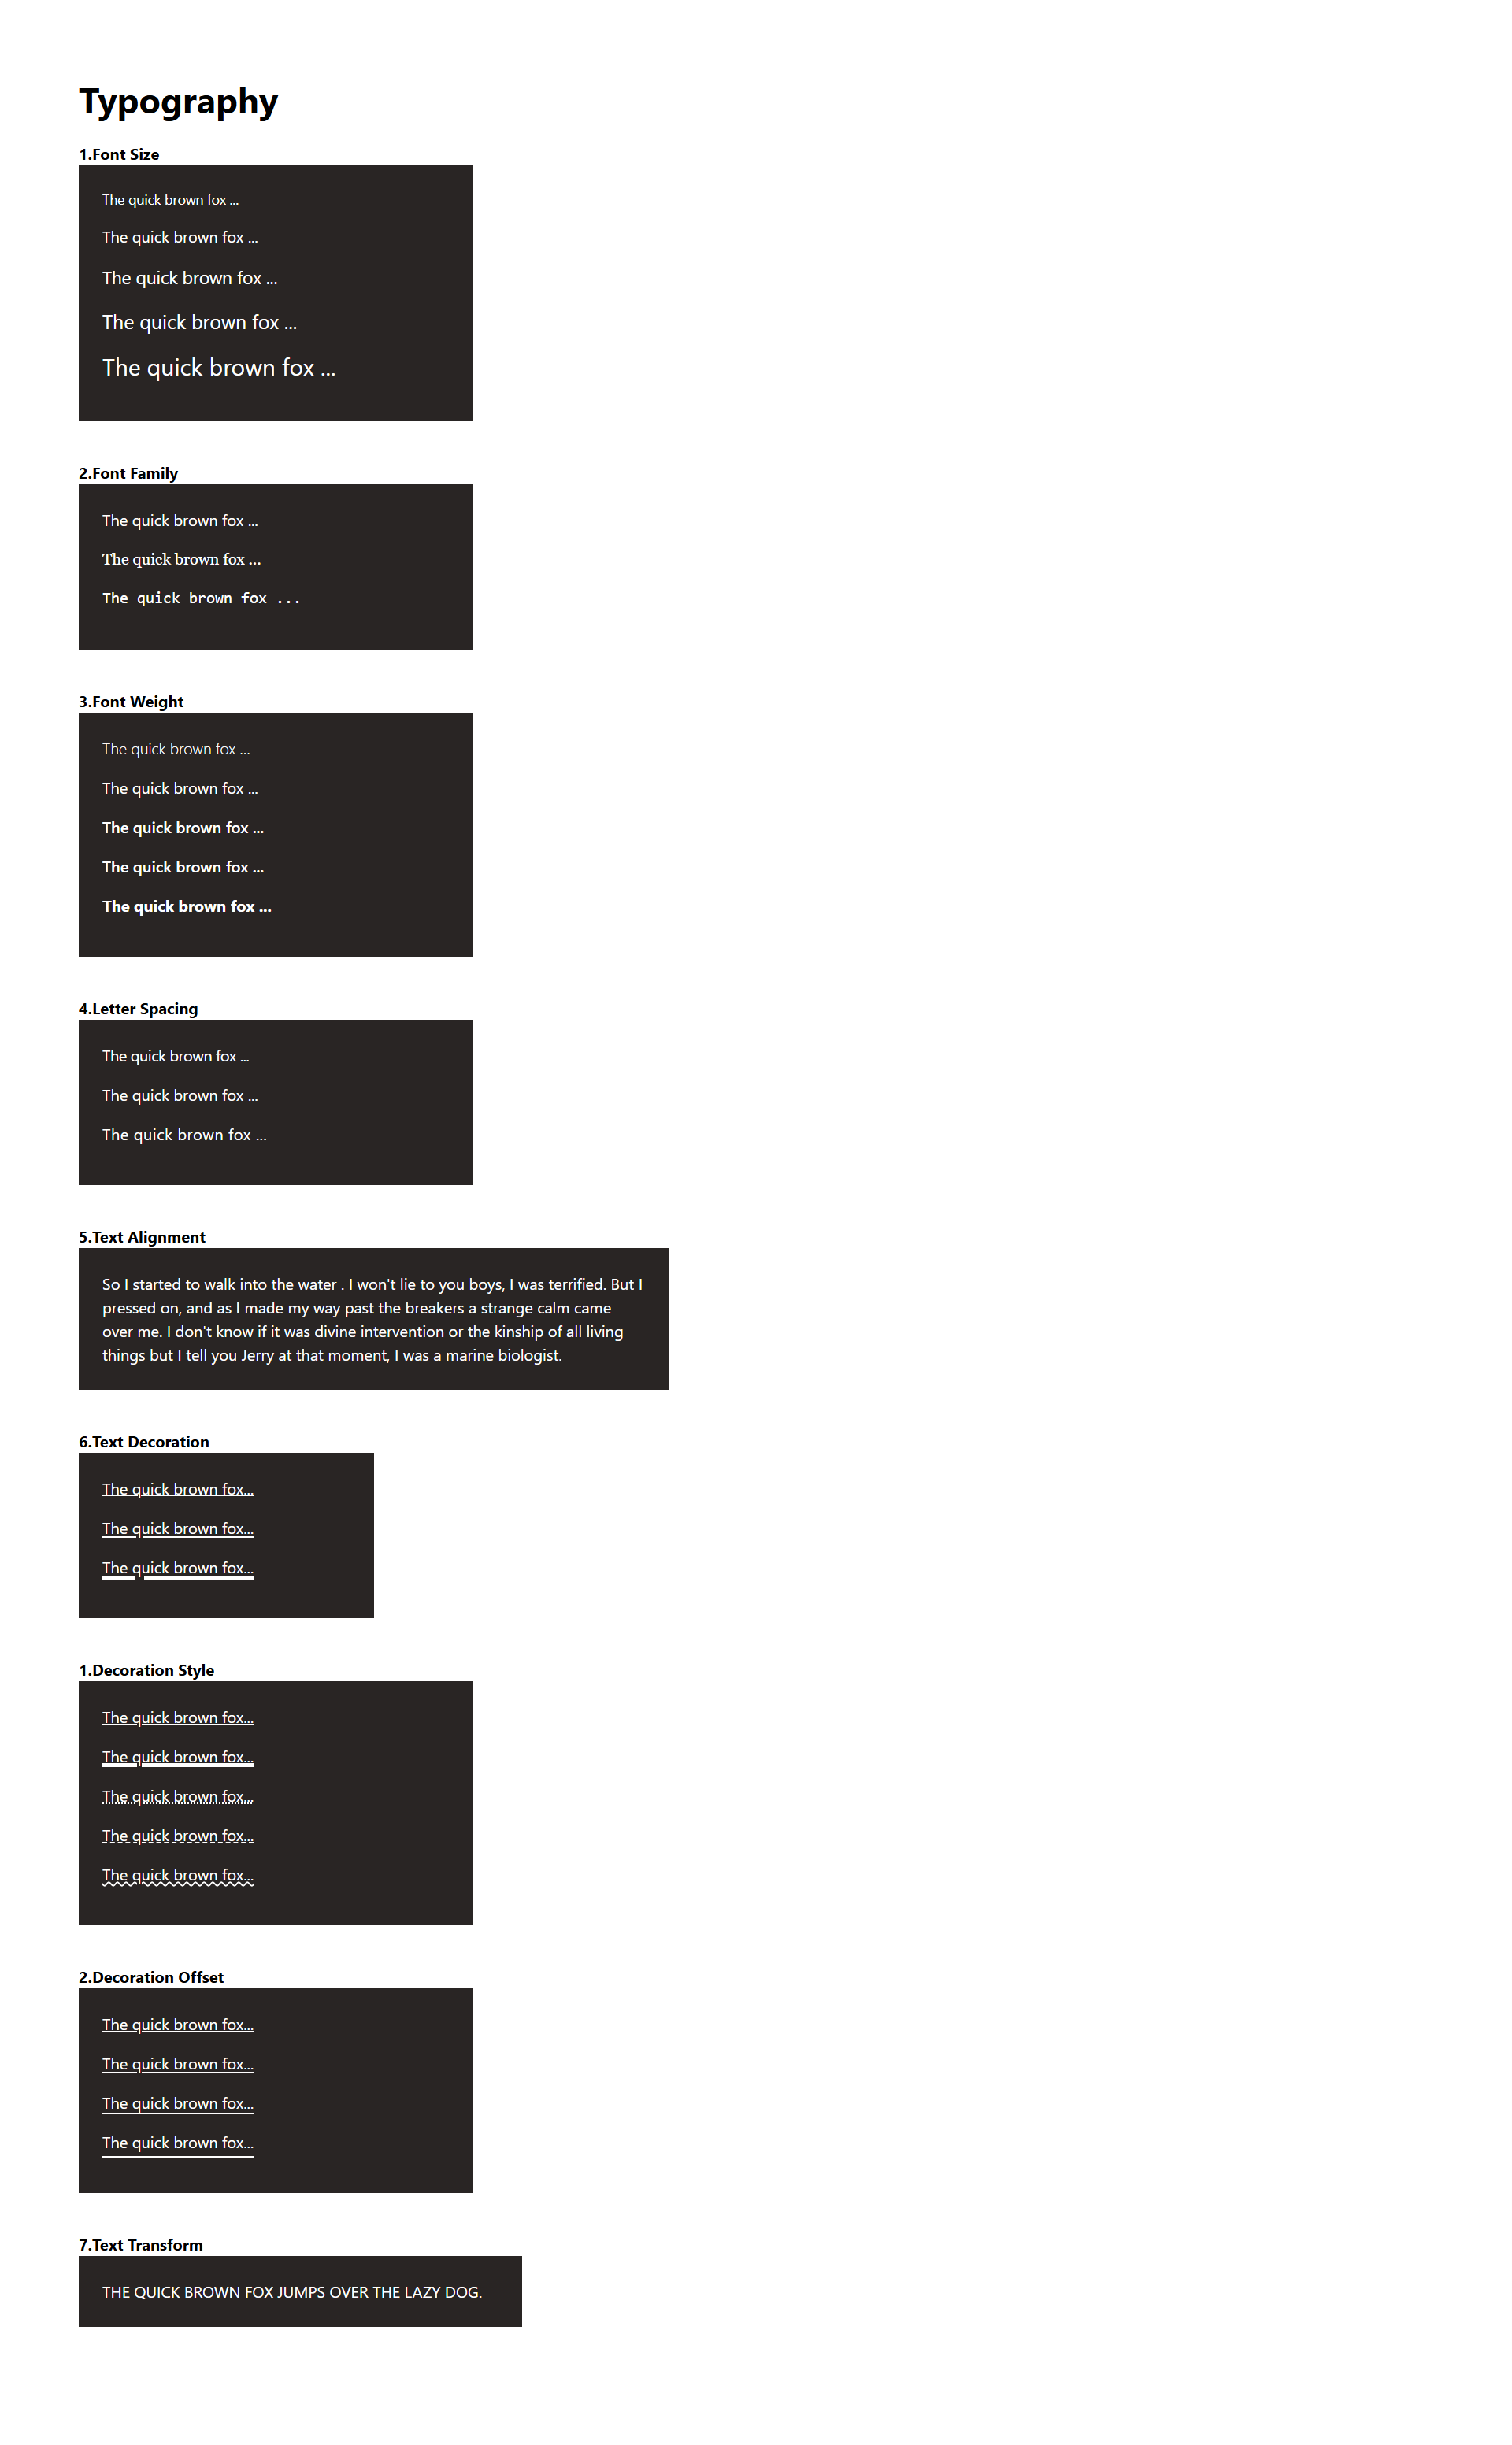 Typography
1.Font Size
The quick brown fox ...
The quick brown fox ...
The quick brown fox ...
The quick brown fox ...
The quick brown fox ...
2.Font Family
The quick brown fox ...
The quick brown fox ...
The quick brown fox ...
3.Font Weight
The quick brown fox ...
The quick brown fox ...
The quick brown fox ...
The quick brown fox ...
The quick brown fox ...
4.Letter Spacing
The quick brown fox ...
The quick brown fox ...
The quick brown fox ...
5.Text Alignment
So I started to walk into the water . I won't lie to you boys, I was terrified. But I
pressed on, and as I made my way past the breakers a strange calm came
over me. I don't know if it was divine intervention or the kinship of all living
things but I tell you Jerry at that moment, I was a marine biologist.
6.Text Decoration
The quick brown fox...
The quick brown fox...
The quick brown fox...
1.Decoration Style
The quick brown fox...
The quick brown fox...
The quick brown fox...
The quick brown fox...
The quick brown fox...
2.Decoration Offset
The quick brown fox...
The quick brown fox...
The quick brown fox...
The quick brown fox...
7.Text Transform
THE QUICK BROWN FOX JUMPS OVER THE LAZY DOG.